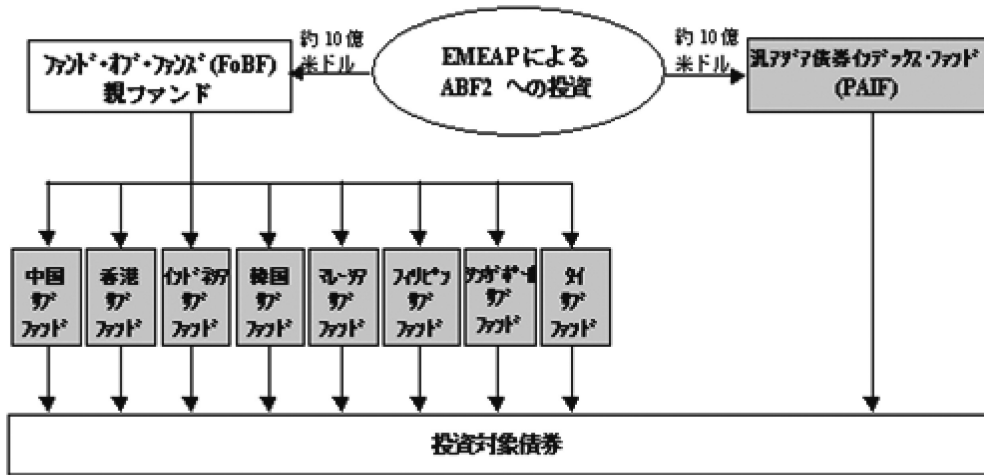 約10億
米ドル
ﾌｧﾝﾄﾞ･ｵﾌﾞ･ﾌｧﾝｽﾞ(FoBF)
親ファンド
EMEAPによる
ABF2 への投資
約10億
米ドル
汎ｱｼﾞｱ債券ｲﾝﾃﾞｯｸｽ･ﾌｧﾝﾄﾞ
(PAIF)
中国
ｻﾌﾞ
ﾌｧﾝﾄﾞ
香港
ｻﾌﾞ
ﾌｧﾝﾄﾞ
ｲﾝﾄﾞﾈｼｱ
ｻﾌﾞ
ﾌｧﾝﾄﾞ
韓国
ｻﾌﾞ
ﾌｧﾝﾄﾞ
ﾏﾚｰｼｱ
ｻﾌﾞ
ﾌｧﾝﾄﾞ
ﾌｨﾘﾋﾟﾝ
ｻﾌﾞ
ﾌｧﾝﾄﾞ
ｼﾝｶﾞﾎﾟｰﾙ
ｻﾌﾞ
ﾌｧﾝﾄﾞ
ﾀｲ
ｻﾌﾞ
ﾌｧﾝﾄﾞ
投資対象債券